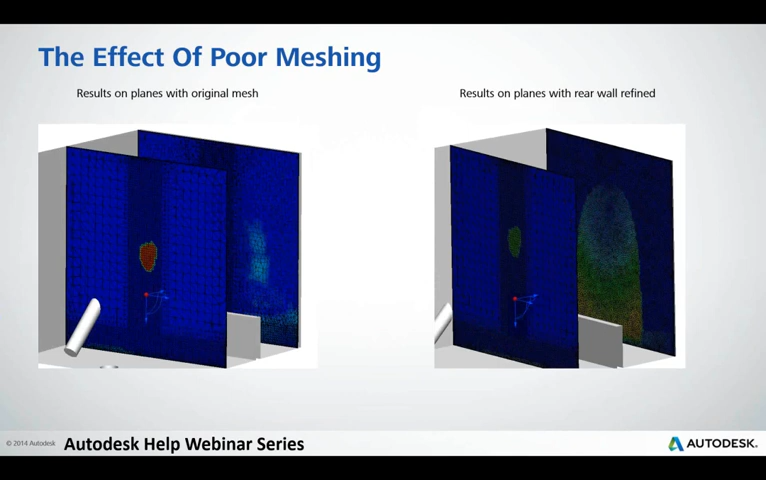 The Effect Of Poor Meshing
Results on planes with original mesh
Results on planes with rear wall refined
© 2014 Autodesk
Autodesk Help Webinar Series
AUTODESK.